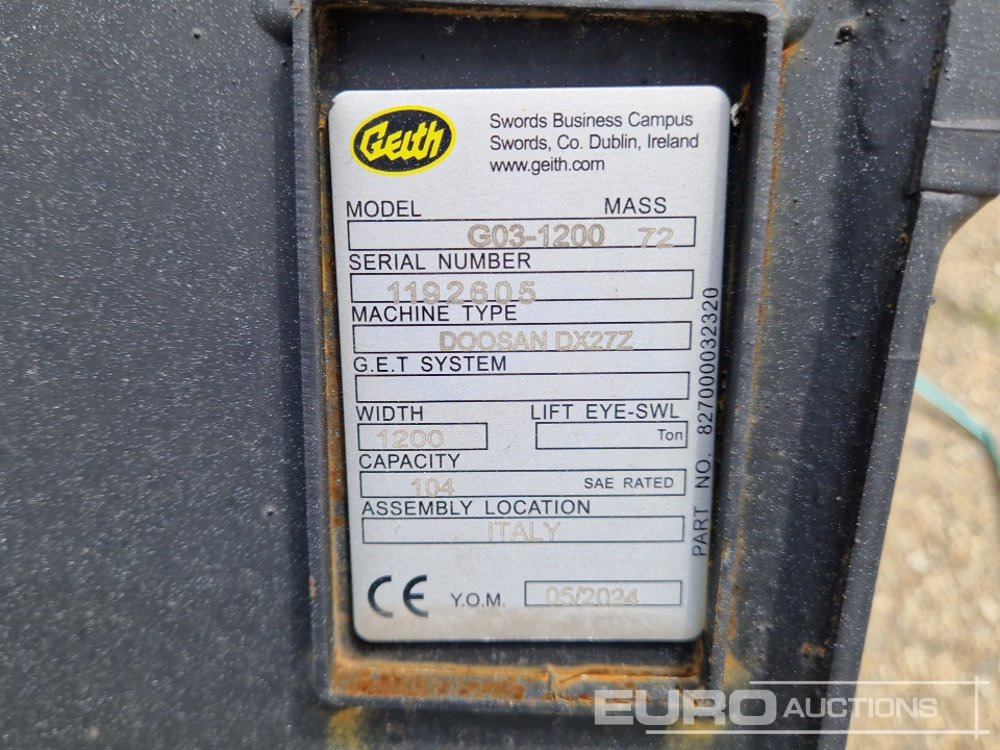 Geith
Swords Business Campus
Swords, Co. Dublin, Ireland
www.geith.com
MODEL MASS
G03-1200 72
SERIAL NUMBER
1192605
MACHINE TYPE
DOOSAN DX27Z
G.E.T SYSTEM
WIDTH LIFT EYE-SWL
1200 Ton
CAPACITY
104 SAE RATED
ASSEMBLY LOCATION
ITALY
CE Y.O.M. 05/2024
PART NO. 827000032320
EURO AUCTIONS